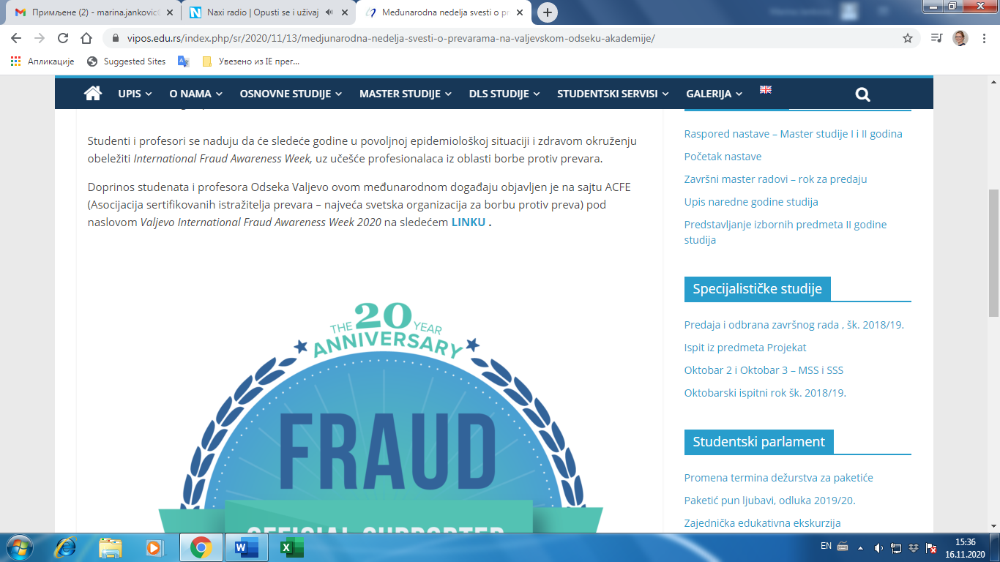 Примљене (2) - marina.jankovic
Naxi radio | Opusti se i uživaj
Međunarodna nedelja svesti o pr
vipos.edu.rs/index.php/sr/2020/11/13/medjunarodna-nedelja-svesti-o-prevarama-na-valjevskom-odseku-akademije/
Апликације
Suggested Sites
Увезено из IE прег...
UPIS
O NAMA
OSNOVNE STUDIJE
MASTER STUDIJE
DLS STUDIJE
STUDENTSKI SERVISI
GALERIJA
Studenti i profesori se naduju da će sledeće godine u povoljnoj epidemiološkoj situaciji i zdravom okruženju
obeležiti International Fraud Awareness Week, uz učešće profesionalaca iz oblasti borbe protiv prevara.
Doprinos studenata i profesora Odseka Valjevo ovom međunarodnom događaju objavljen je na sajtu ACFE
(Asocijacija sertifikovanih istražitelja prevara – najveća svetska organizacija za borbu protiv preva) pod
naslovom Valjevo International Fraud Awareness Week 2020 na sledećem LINKU .
THE 20 YEAR
ANNIVERSARY
FRAUD
OFFICIAL SUPPORTER
Raspored nastave – Master studije I i II godina
Početak nastave
Završni master radovi – rok za predaju
Upis naredne godine studija
Predstavljanje izbornih predmeta II godine
studija
Specijalističke studije
Predaja i odbrana završnog rada , šk. 2018/19.
Ispit iz predmeta Projekat
Oktobar 2 i Oktobar 3 – MSS i SSS
Oktobarski ispitni rok šk. 2018/19.
Studentski parlament
Promena termina dežurstva za paketiće
Paketić pun ljubavi, odluka 2019/20.
Zajednička edukativna ekskurzija
EN
15:36
16.11.2020